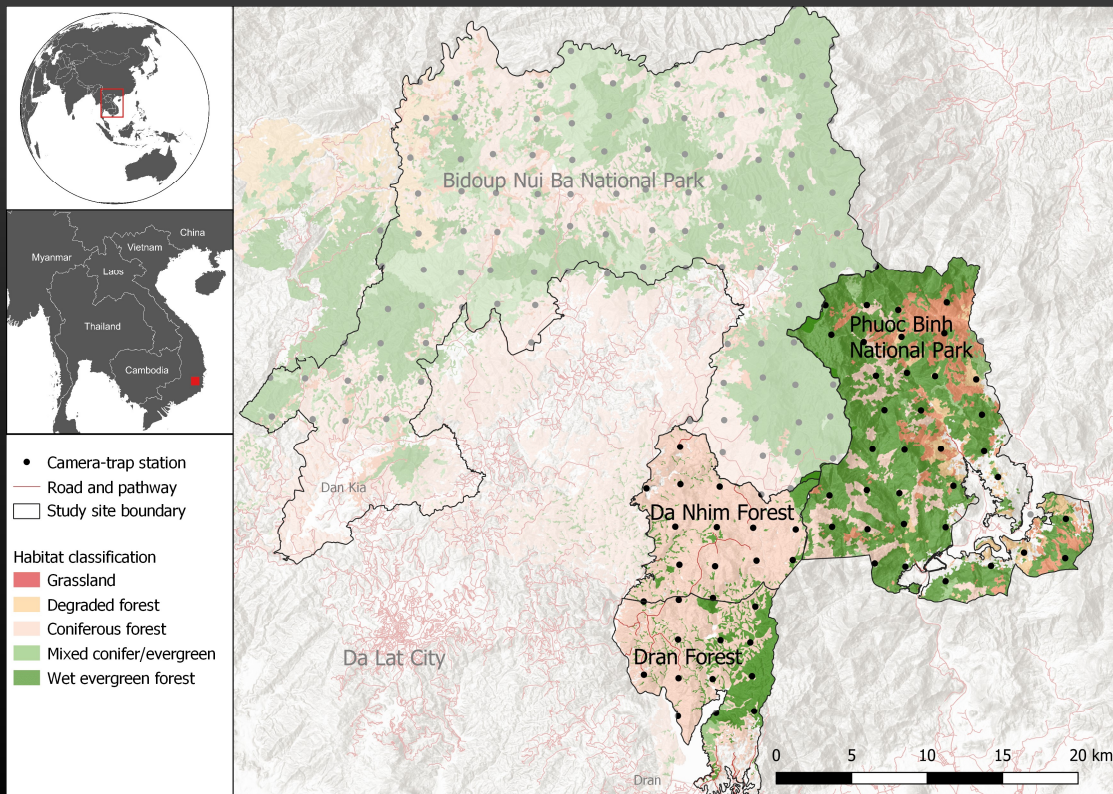 China
Vietnam
Myanmar
Laos
Thailand
Cambodia
Camera-trap station
Road and pathway
Study site boundary
Habitat classification
Grassland
Degraded forest
Coniferous forest
Mixed conifer/evergreen
Wet evergreen forest
Bidoup Nui Ba National Park
Phuoc Binh
National Park
Dan Kia
Da Nhim Forest
Da Lat City
Dran Forest
Dran
0 5 10 15 20 km